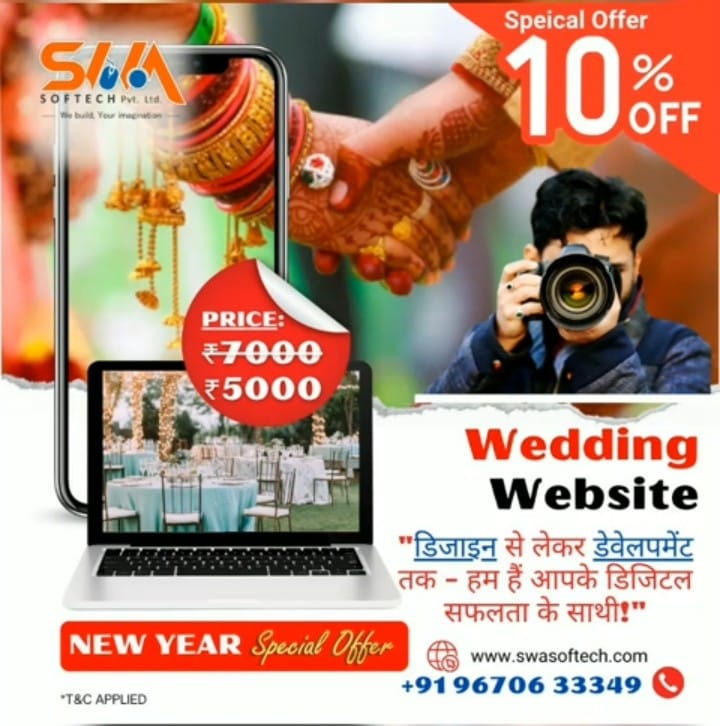 SWA
SOFTECH Pvt. Ltd.
We build, Your imagination
Speical Offer
10% OFF
PRICE:
₹7000
₹5000
Wedding
Website
"डिजाइन से लेकर डेवेलपमेंट
तक - हम हैं आपके डिजिटल
सफलता के साथी!"
NEW YEAR Special Offer
www.swasoftech.com
+91 96706 33349
*T&C APPLIED